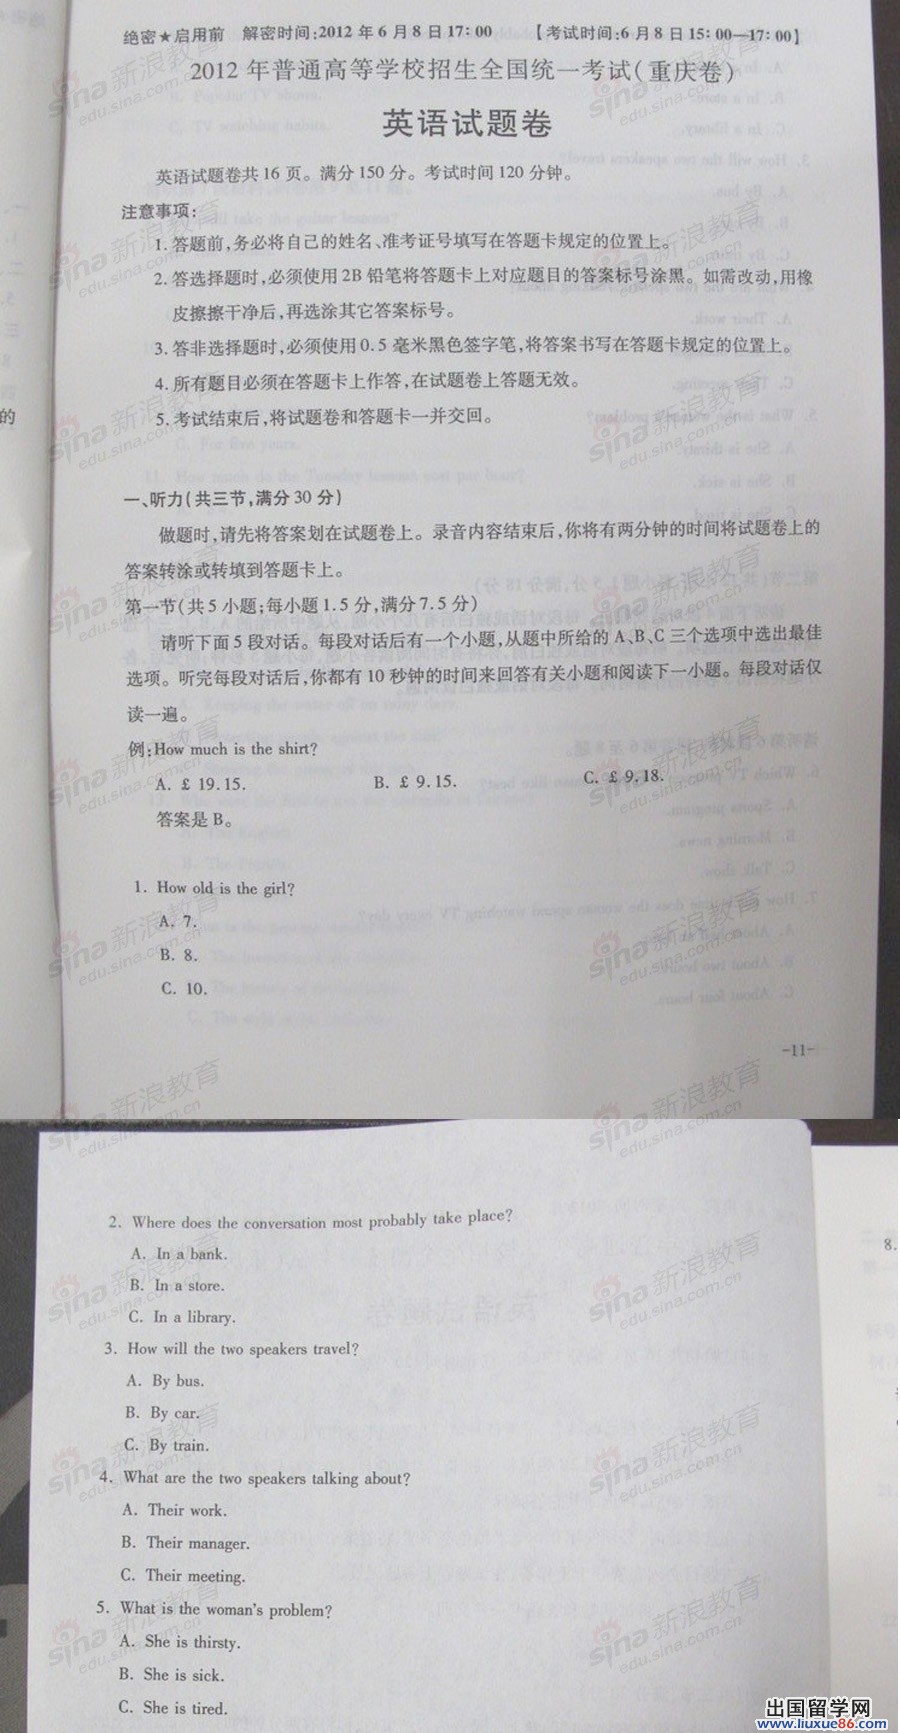 绝密★启用前 解密时间:2012年6月8日17:00 【考试时间:6月8日15:00—17:00】
2012年普通高等学校招生全国统一考试(重庆卷)
英语试题卷
英语试题卷共16页。满分150分。考试时间120分钟。
注意事项:
1.答题前,务必将自己的姓名、准考证号填写在答题卡规定的位置上。
2.答选择题时,必须使用2B铅笔将答题卡上对应题目的答案标号涂黑。如需改动,用橡
皮擦擦干净后,再选涂其它答案标号。
3.答非选择题时,必须使用0.5毫米黑色签字笔,将答案书写在答题卡规定的位置上。
4.所有题目必须在答题卡上作答,在试题卷上答题无效。
5.考试结束后,将试题卷和答题卡一并交回。
的
一、听力(共三节,满分30分)
做题时,请先将答案划在试题卷上。录音内容结束后,你将有两分钟的时间将试题卷上的
答案转涂或转填到答题卡上。
第一节(共5小题;每小题1.5分,满分7.5分)
请听下面5段对话。每段对话后有一个小题,从题中所给的A、B、C三个选项中选出最佳
选项。听完每段对话后,你都有10秒钟的时间来回答有关小题和阅读下一小题。每段对话仅
读一遍。
例:How much is the shirt?
A. £ 19.15. B. £ 9.15. C. £ 9.18.
答案是B。
1. How old is the girl?
A. 7.
B. 8.
C. 10.
-11-
2. Where does the conversation most probably take place?
A. In a bank.
B. In a store.
C. In a library.
3. How will the two speakers travel?
A. By bus.
B. By car.
C. By train.
4. What are the two speakers talking about?
A. Their work.
B. Their manager.
C. Their meeting.
5. What is the woman's problem?
A. She is thirsty.
B. She is sick.
C. She is tired.
8.
sina新浪教育
edu.sina.com.cn
出国留学网
www.liuxue86.com